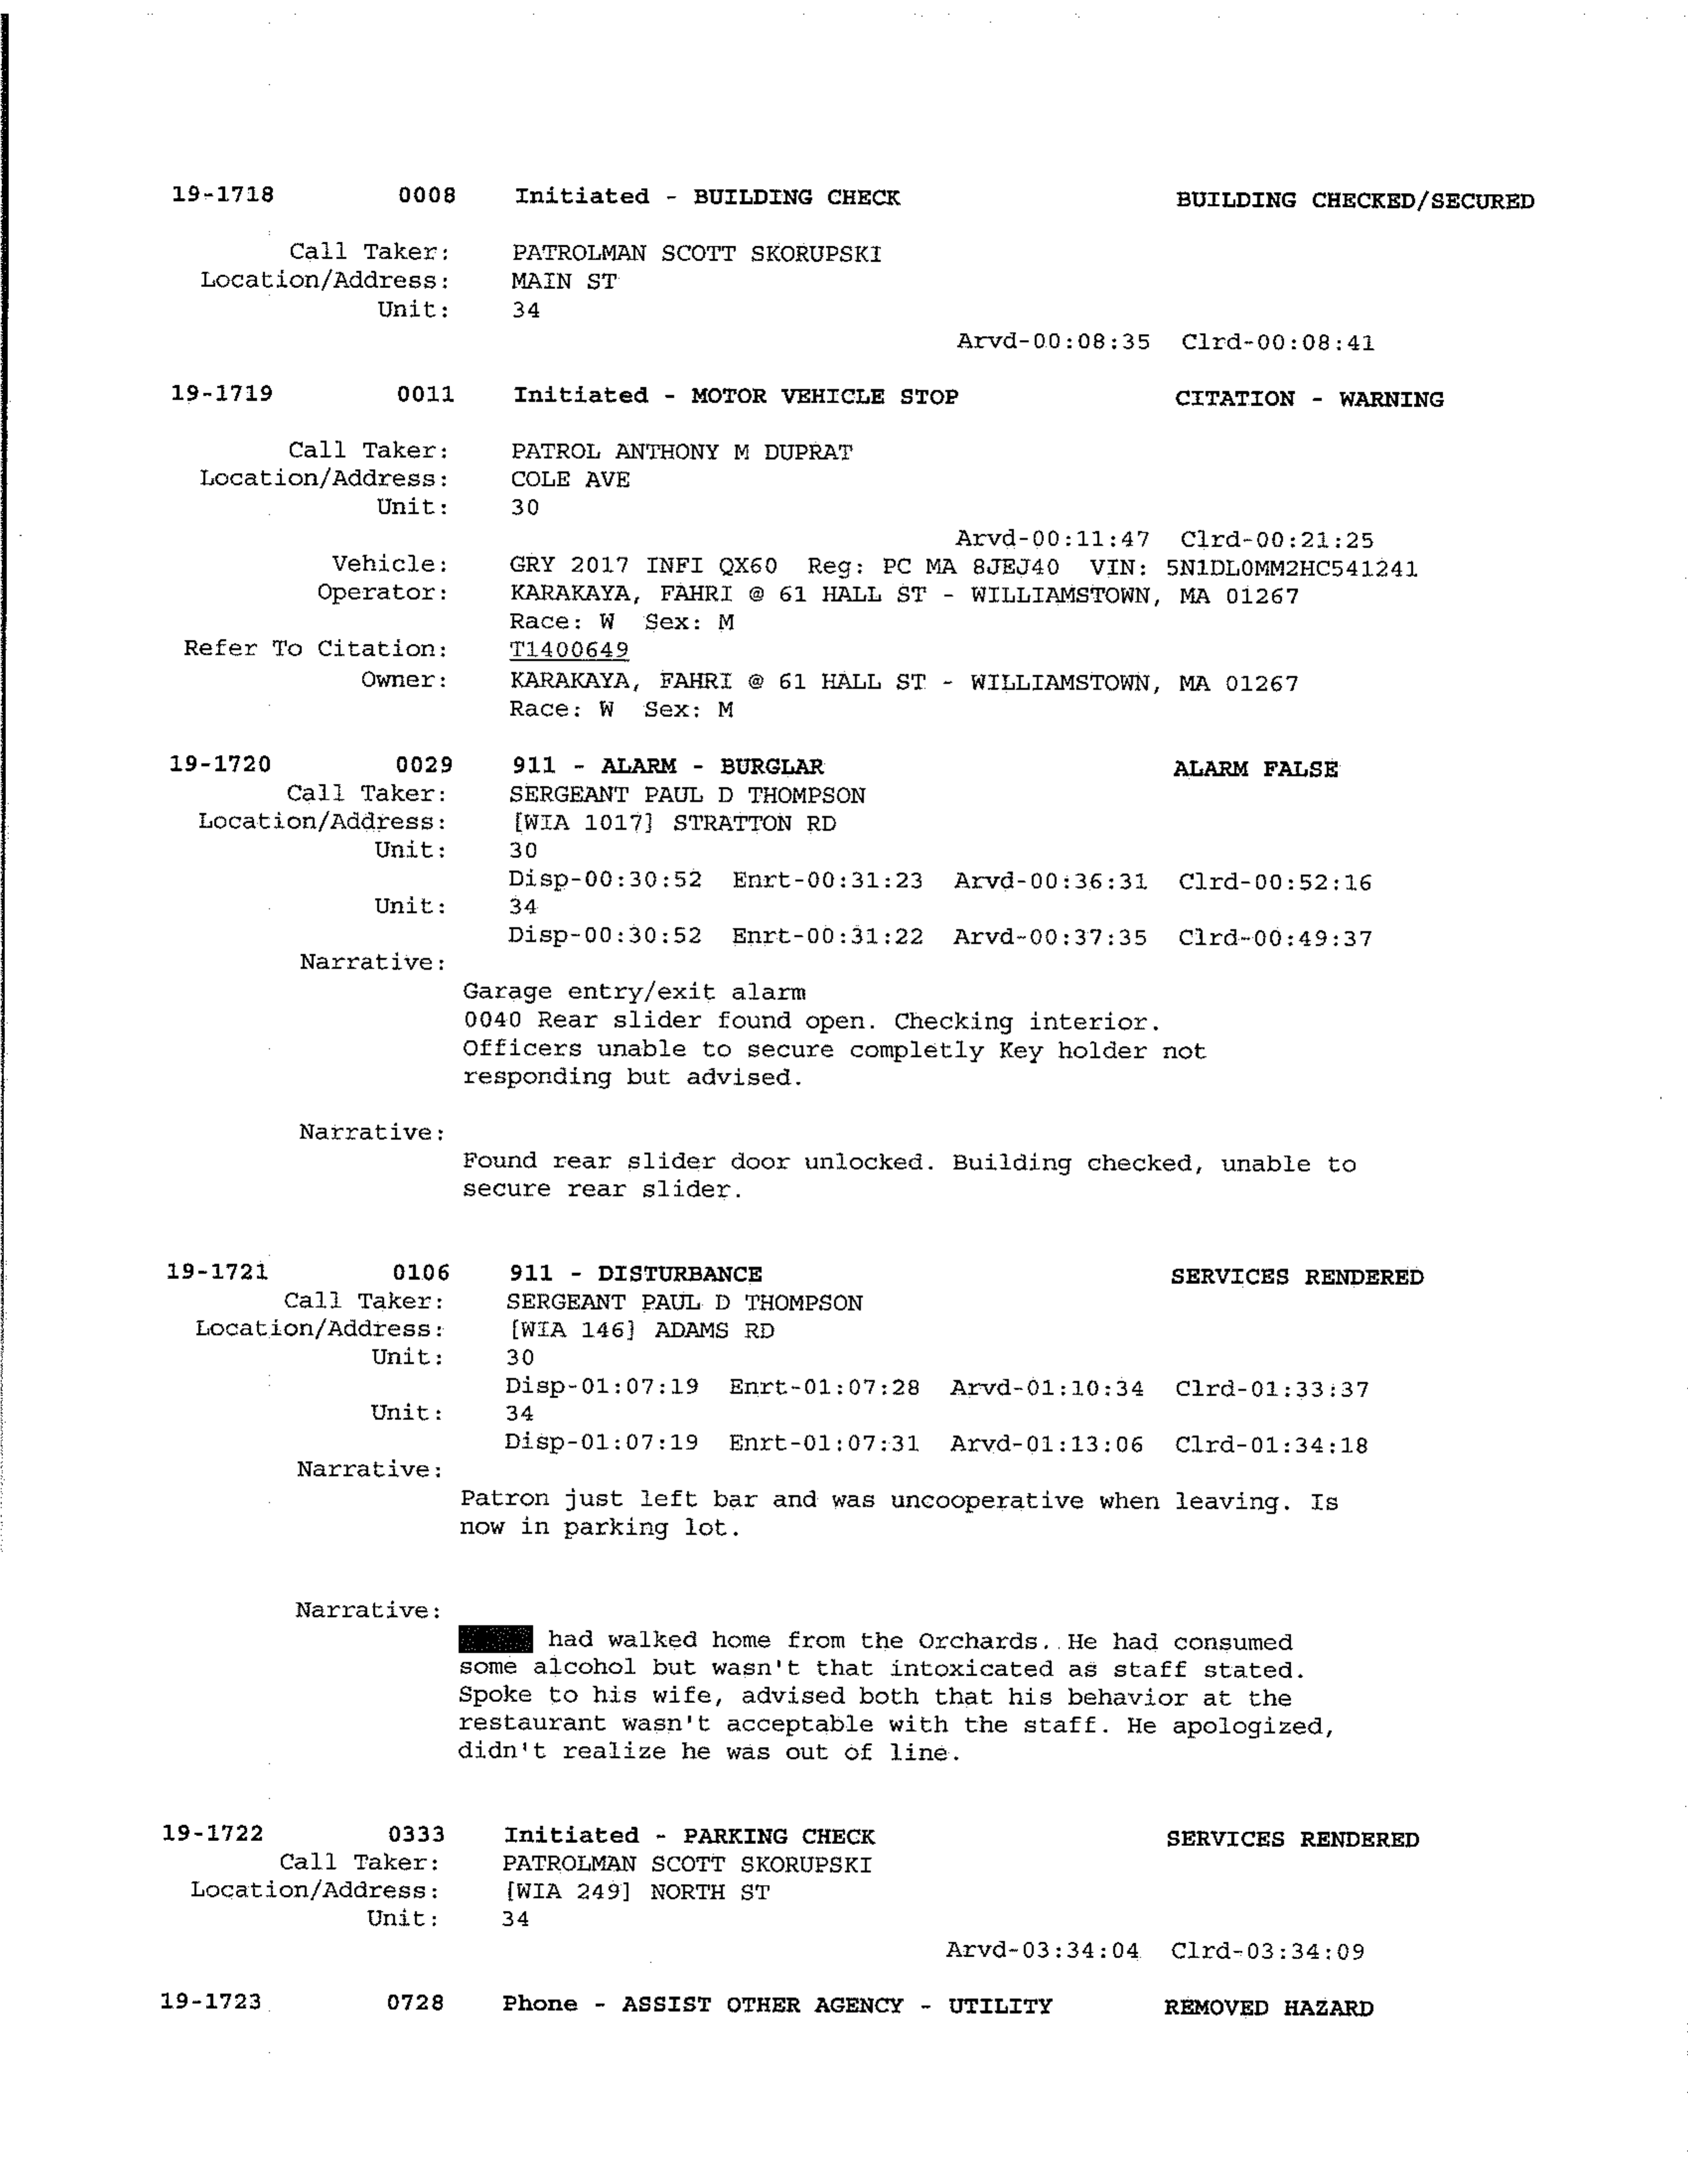 19-1718 0008 Initiated - BUILDING CHECK BUILDING CHECKED/SECURED
Call Taker: PATROLMAN SCOTT SKORUPSKI
Location/Address: MAIN ST
Unit: 34
Arvd-00:08:35 Clrd-00:08:41
19-1719 0011 Initiated - MOTOR VEHICLE STOP CITATION - WARNING
Call Taker: PATROL ANTHONY M DUPRAT
Location/Address: COLE AVE
Unit: 30
Arvd-00:11:47 Clrd-00:21:25
Vehicle: GRY 2017 INFI QX60 Reg: PC MA 8JEJ40 VIN: 5N1DL0MM2HC541241
Operator: KARAKAYA, FAHRI @ 61 HALL ST - WILLIAMSTOWN, MA 01267
Race: W Sex: M
Refer To Citation: T1400649
Owner: KARAKAYA, FAHRI @ 61 HALL ST - WILLIAMSTOWN, MA 01267
Race: W Sex: M
19-1720 0029 911 - ALARM - BURGLAR ALARM FALSE
Call Taker: SERGEANT PAUL D THOMPSON
Location/Address: [WIA 1017] STRATTON RD
Unit: 30
Disp-00:30:52 Enrt-00:31:23 Arvd-00:36:31 Clrd-00:52:16
Unit: 34
Disp-00:30:52 Enrt-00:31:22 Arvd-00:37:35 Clrd-00:49:37
Narrative:
Garage entry/exit alarm
0040 Rear slider found open. Checking interior.
Officers unable to secure completly Key holder not
responding but advised.
Narrative:
Found rear slider door unlocked. Building checked, unable to
secure rear slider.
19-1721 0106 911 - DISTURBANCE SERVICES RENDERED
Call Taker: SERGEANT PAUL D THOMPSON
Location/Address: [WIA 146] ADAMS RD
Unit: 30
Disp-01:07:19 Enrt-01:07:28 Arvd-01:10:34 Clrd-01:33:37
Unit: 34
Disp-01:07:19 Enrt-01:07:31 Arvd-01:13:06 Clrd-01:34:18
Narrative:
Patron just left bar and was uncooperative when leaving. Is
now in parking lot.
Narrative:
had walked home from the Orchards. He had consumed
some alcohol but wasn't that intoxicated as staff stated.
Spoke to his wife, advised both that his behavior at the
restaurant wasn't acceptable with the staff. He apologized,
didn't realize he was out of line.
19-1722 0333 Initiated - PARKING CHECK SERVICES RENDERED
Call Taker: PATROLMAN SCOTT SKORUPSKI
Location/Address: [WIA 249] NORTH ST
Unit: 34
Arvd-03:34:04 Clrd-03:34:09
19-1723 0728 Phone - ASSIST OTHER AGENCY - UTILITY REMOVED HAZARD